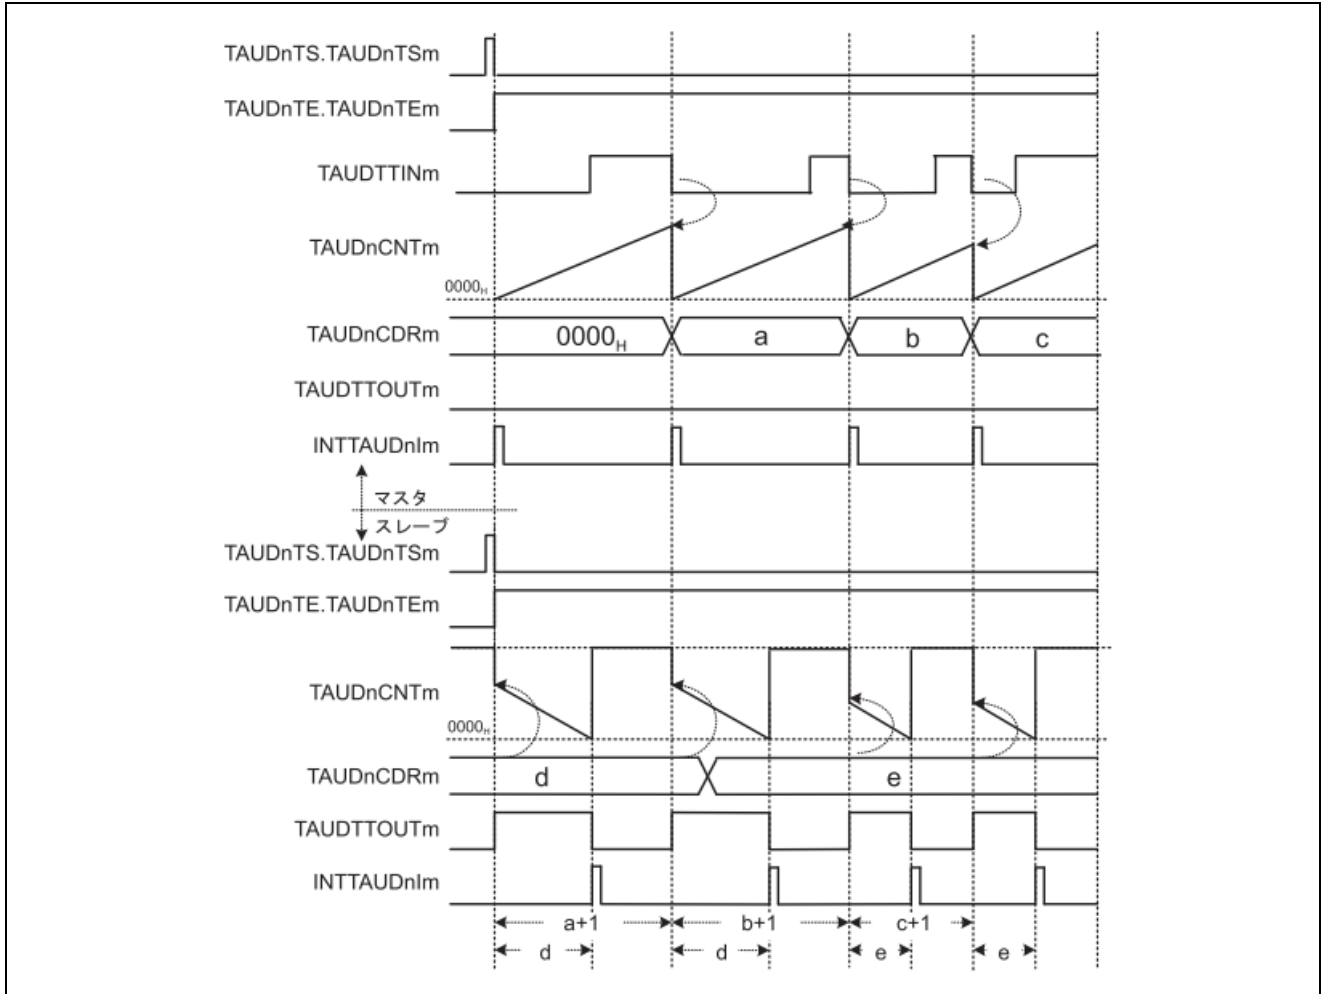 TAUDnTS.TAUDnTSm
TAUDnTE.TAUDnTEm
TAUDTTINm
TAUDnCNTm
0000H
TAUDnCDRm
0000H
a
b
c
TAUDTTOUTm
INTTAUDnIm
マスタ
スレーブ
TAUDnTS.TAUDnTSm
TAUDnTE.TAUDnTEm
TAUDnCNTm
0000H
TAUDnCDRm
d
e
TAUDTTOUTm
INTTAUDnIm
a+1
b+1
c+1
d
d
e
e